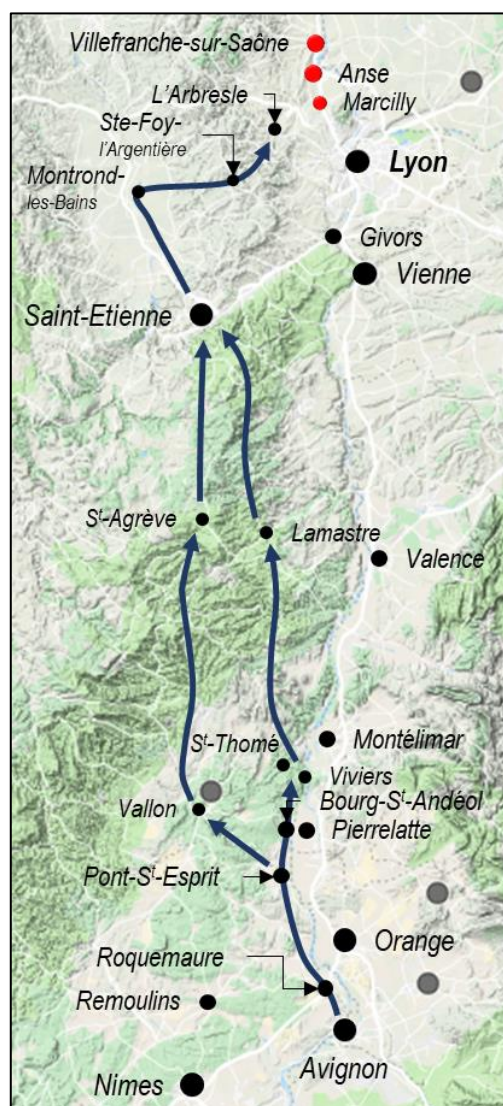 Villefranche-sur-Saône
Anse
L'Arbresle
Marcilly
Ste-Foy-
l'Argentière
Lyon
Montrond-
les-Bains
Givors
Vienne
Saint-Etienne
Sᵗ-Agrève
Lamastre
Valence
Sᵗ-Thomé
Montélimar
Viviers
Vallon
Bourg-Sᵗ-Andéol
Pierrelatte
Pont-Sᵗ-Esprit
Orange
Roquemaure
Remoulins
Avignon
Nimes